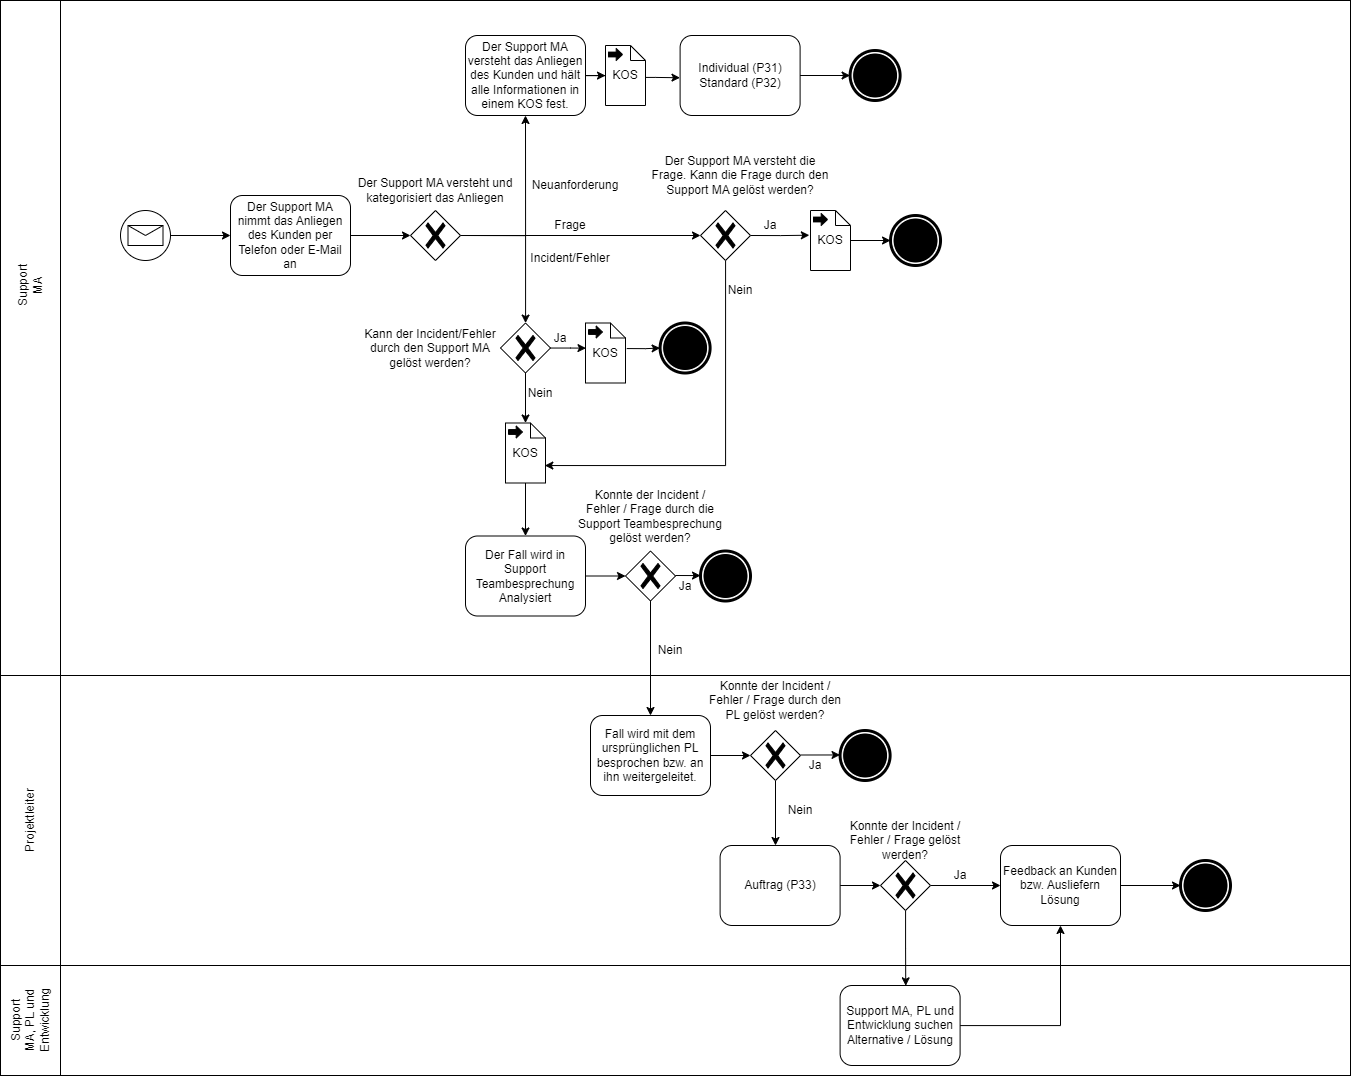 Support
MA
Der Support MA
versteht das Anliegen
des Kunden und hält
alle Informationen in
einem KOS fest.
KOS
Individual (P31)
Standard (P32)
Der Support MA versteht und
kategorisiert das Anliegen
Neuanforderung
Der Support MA versteht die
Frage. Kann die Frage durch den
Support MA gelöst werden?
Der Support MA
nimmt das Anliegen
des Kunden per
Telefon oder E-Mail
an
Frage
Ja
KOS
Incident/Fehler
Nein
Kann der Incident/Fehler
durch den Support MA
gelöst werden?
Ja
KOS
Nein
KOS
Konnte der Incident /
Fehler / Frage durch die
Support Teambesprechung
gelöst werden?
Der Fall wird in
Support
Teambesprechung
Analysiert
Ja
Nein
Projektleiter
Konnte der Incident /
Fehler / Frage durch den
PL gelöst werden?
Fall wird mit dem
ursprünglichen PL
besprochen bzw. an
ihn weitergeleitet.
Ja
Nein
Konnte der Incident /
Fehler / Frage gelöst
werden?
Auftrag (P33)
Ja
Feedback an Kunden
bzw. Ausliefern
Lösung
Support
MA, PL und
Entwicklung
Support MA, PL und
Entwicklung suchen
Alternative / Lösung